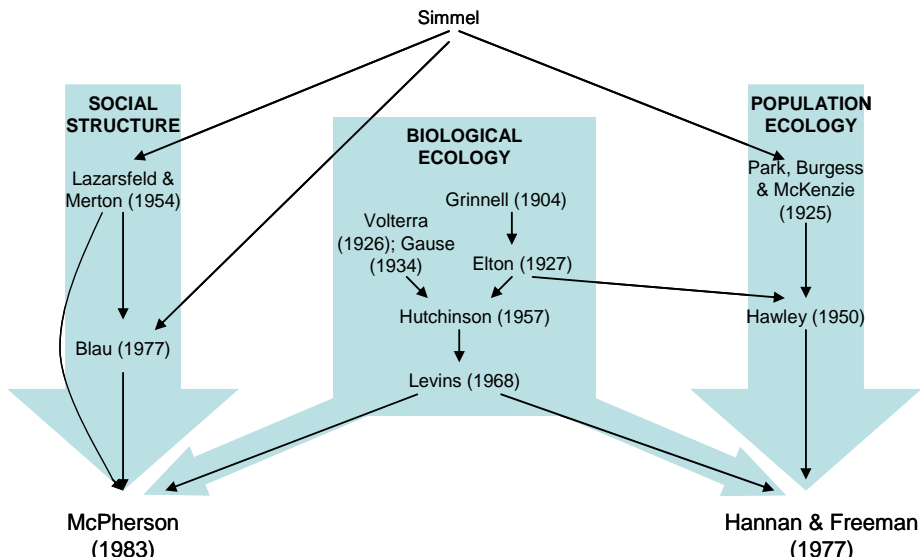 Simmel
SOCIAL
STRUCTURE
Lazarsfeld &
Merton (1954)
Blau (1977)
McPherson
(1983)
BIOLOGICAL
ECOLOGY
Grinnell (1904)
Volterra
(1926); Gause
(1934)
Elton (1927)
Hutchinson (1957)
Levins (1968)
POPULATION
ECOLOGY
Park, Burgess
& McKenzie
(1925)
Hawley (1950)
Hannan & Freeman
(1977)